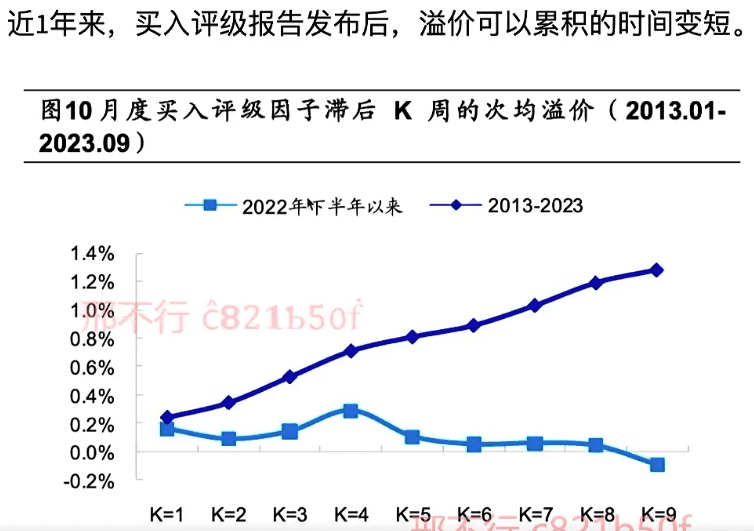 近1年来，买入评级报告发布后，溢价可以累积的时间变短。
图10 月度买入评级因子滞后 K 周的次均溢价（2013.01-
2023.09）
2022年下半年以来 2013-2023
1.4%
1.2%
1.0%
0.8%
0.6%
0.4%
0.2%
0.0%
-0.2%
邢不行 c821b50f
K=1 K=2 K=3 K=4 K=5 K=6 K=7 K=8 K=9
邢不行 c821b50f